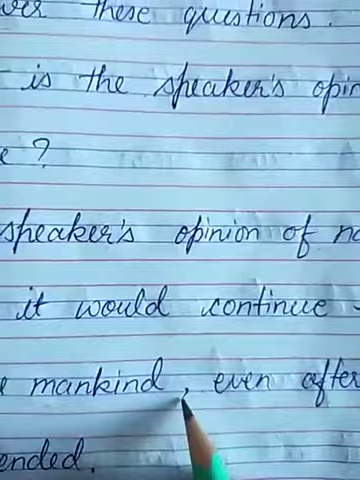 these questions.
is the speaker's opin
e ?
speaker's opinion of na
it would continue
mankind, even after
ended.